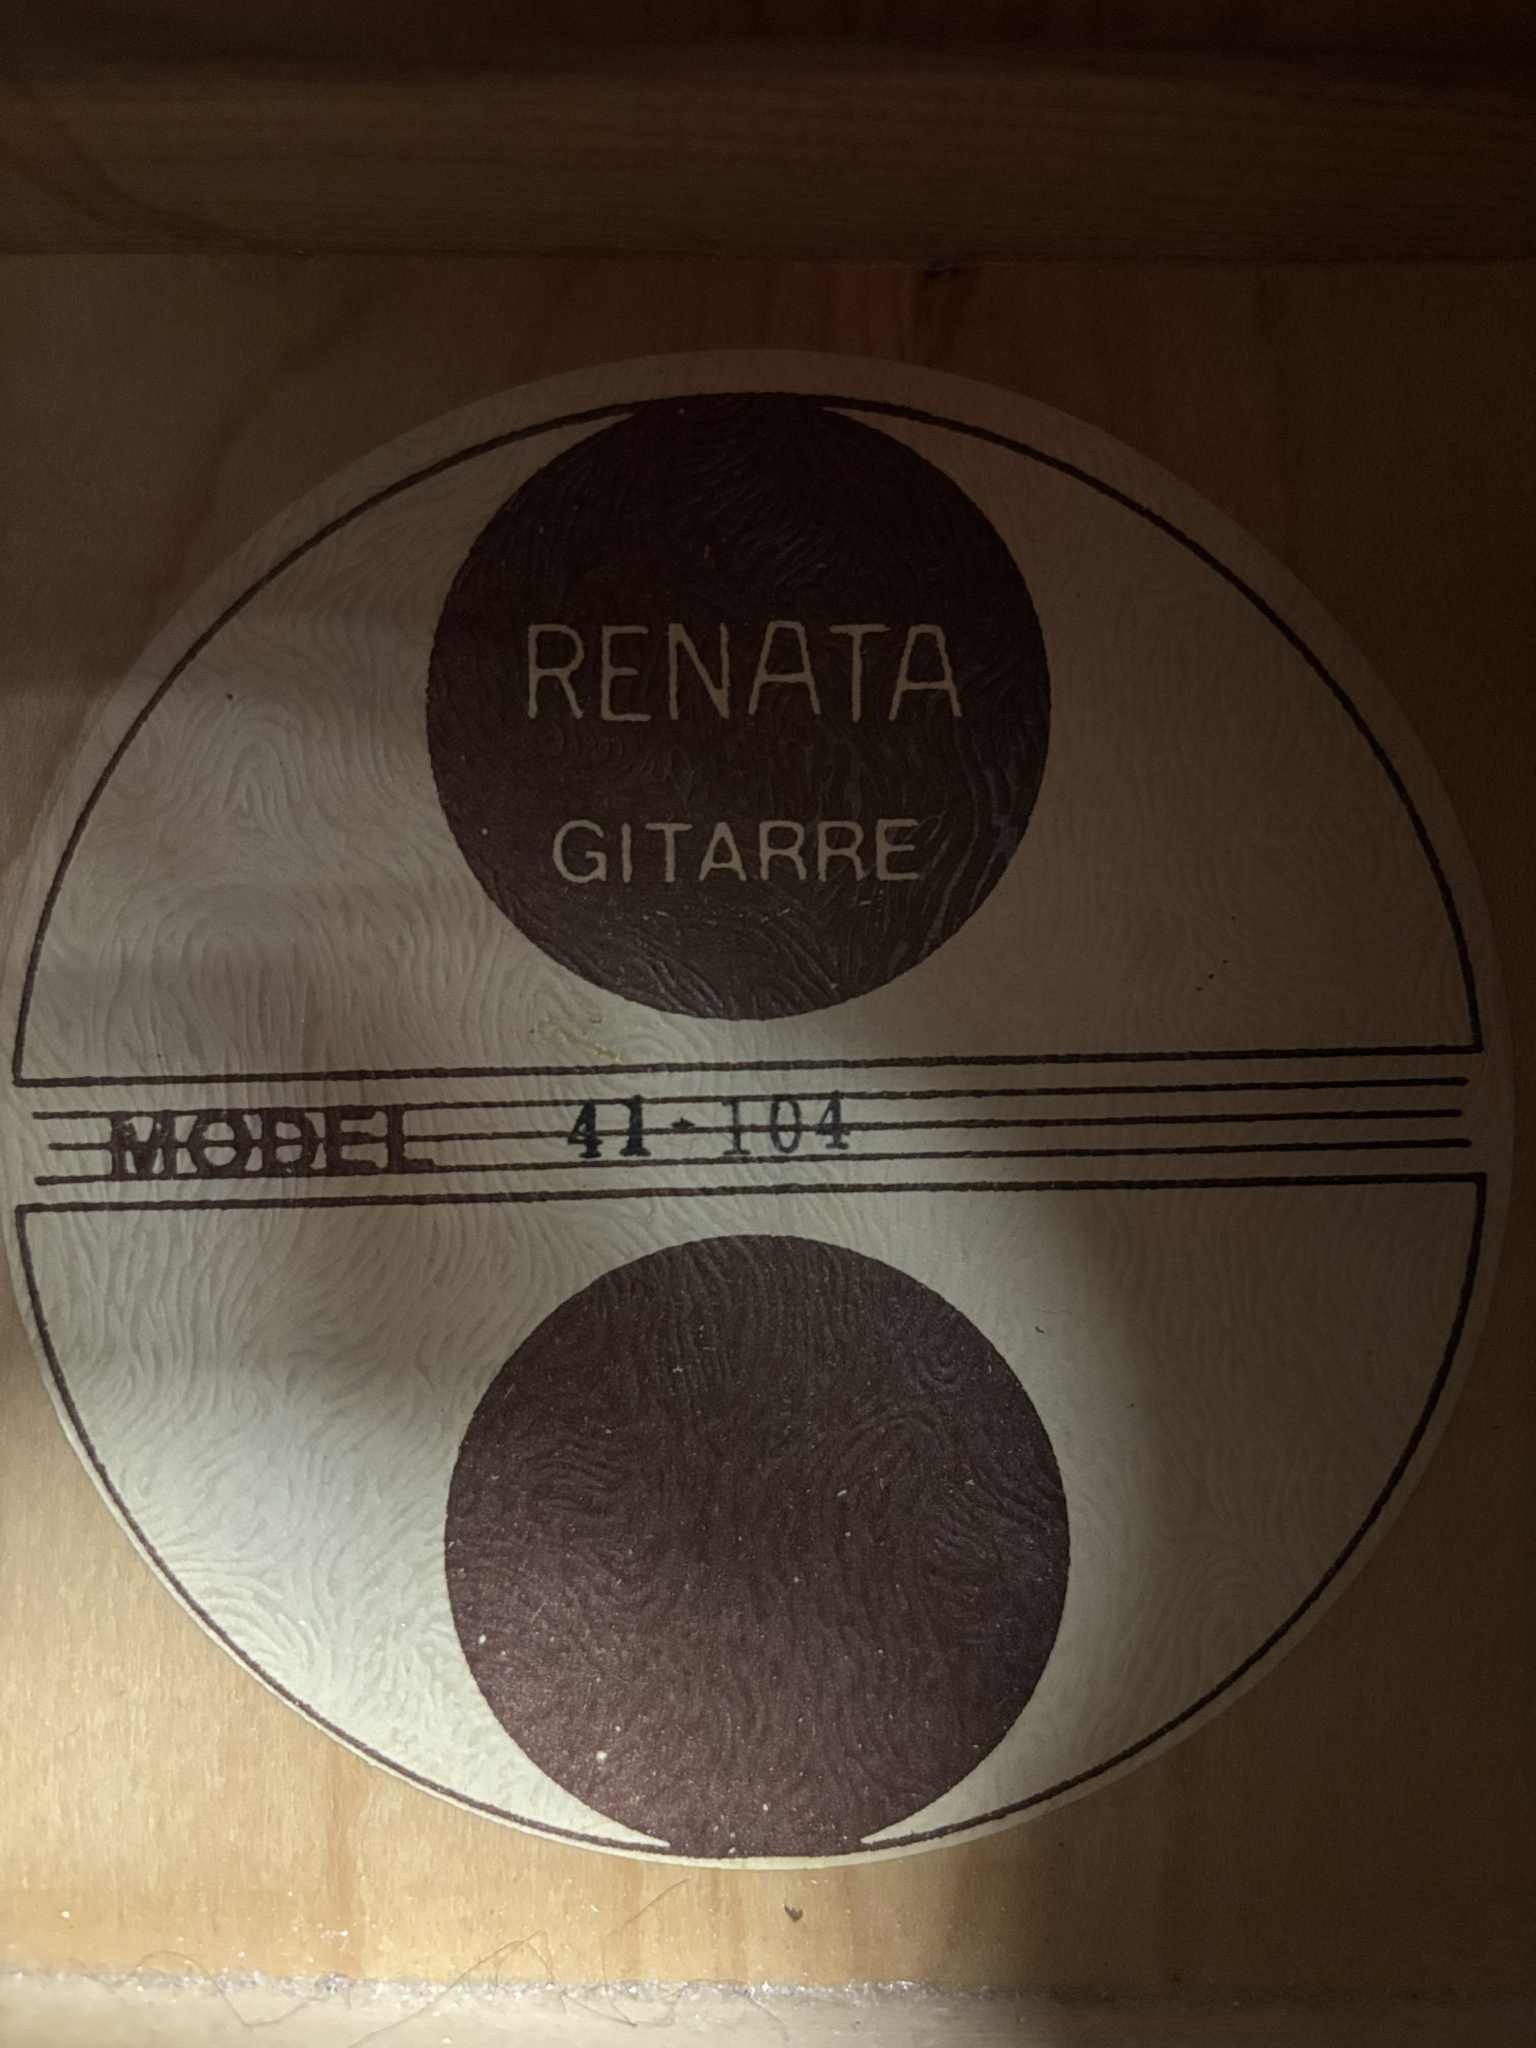 RENATA
GITARRE
MODEL 41-104